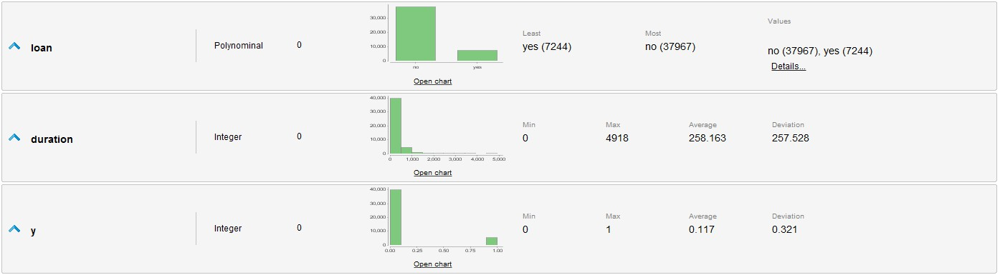 loan
Polynominal
0
30,000
20,000
10,000
0
no yes
Open chart
Least
yes (7244)
Most
no (37967)
Values
no (37967), yes (7244)
Details...
duration
Integer
0
40,000
30,000
20,000
10,000
0
0 1,000 2,000 3,000 4,000 5,000
Open chart
Min
0
Max
4918
Average
258.163
Deviation
257.528
y
Integer
0
40,000
30,000
20,000
10,000
0
0.00 0.25 0.50 0.75 1.00
Open chart
Min
0
Max
1
Average
0.117
Deviation
0.321